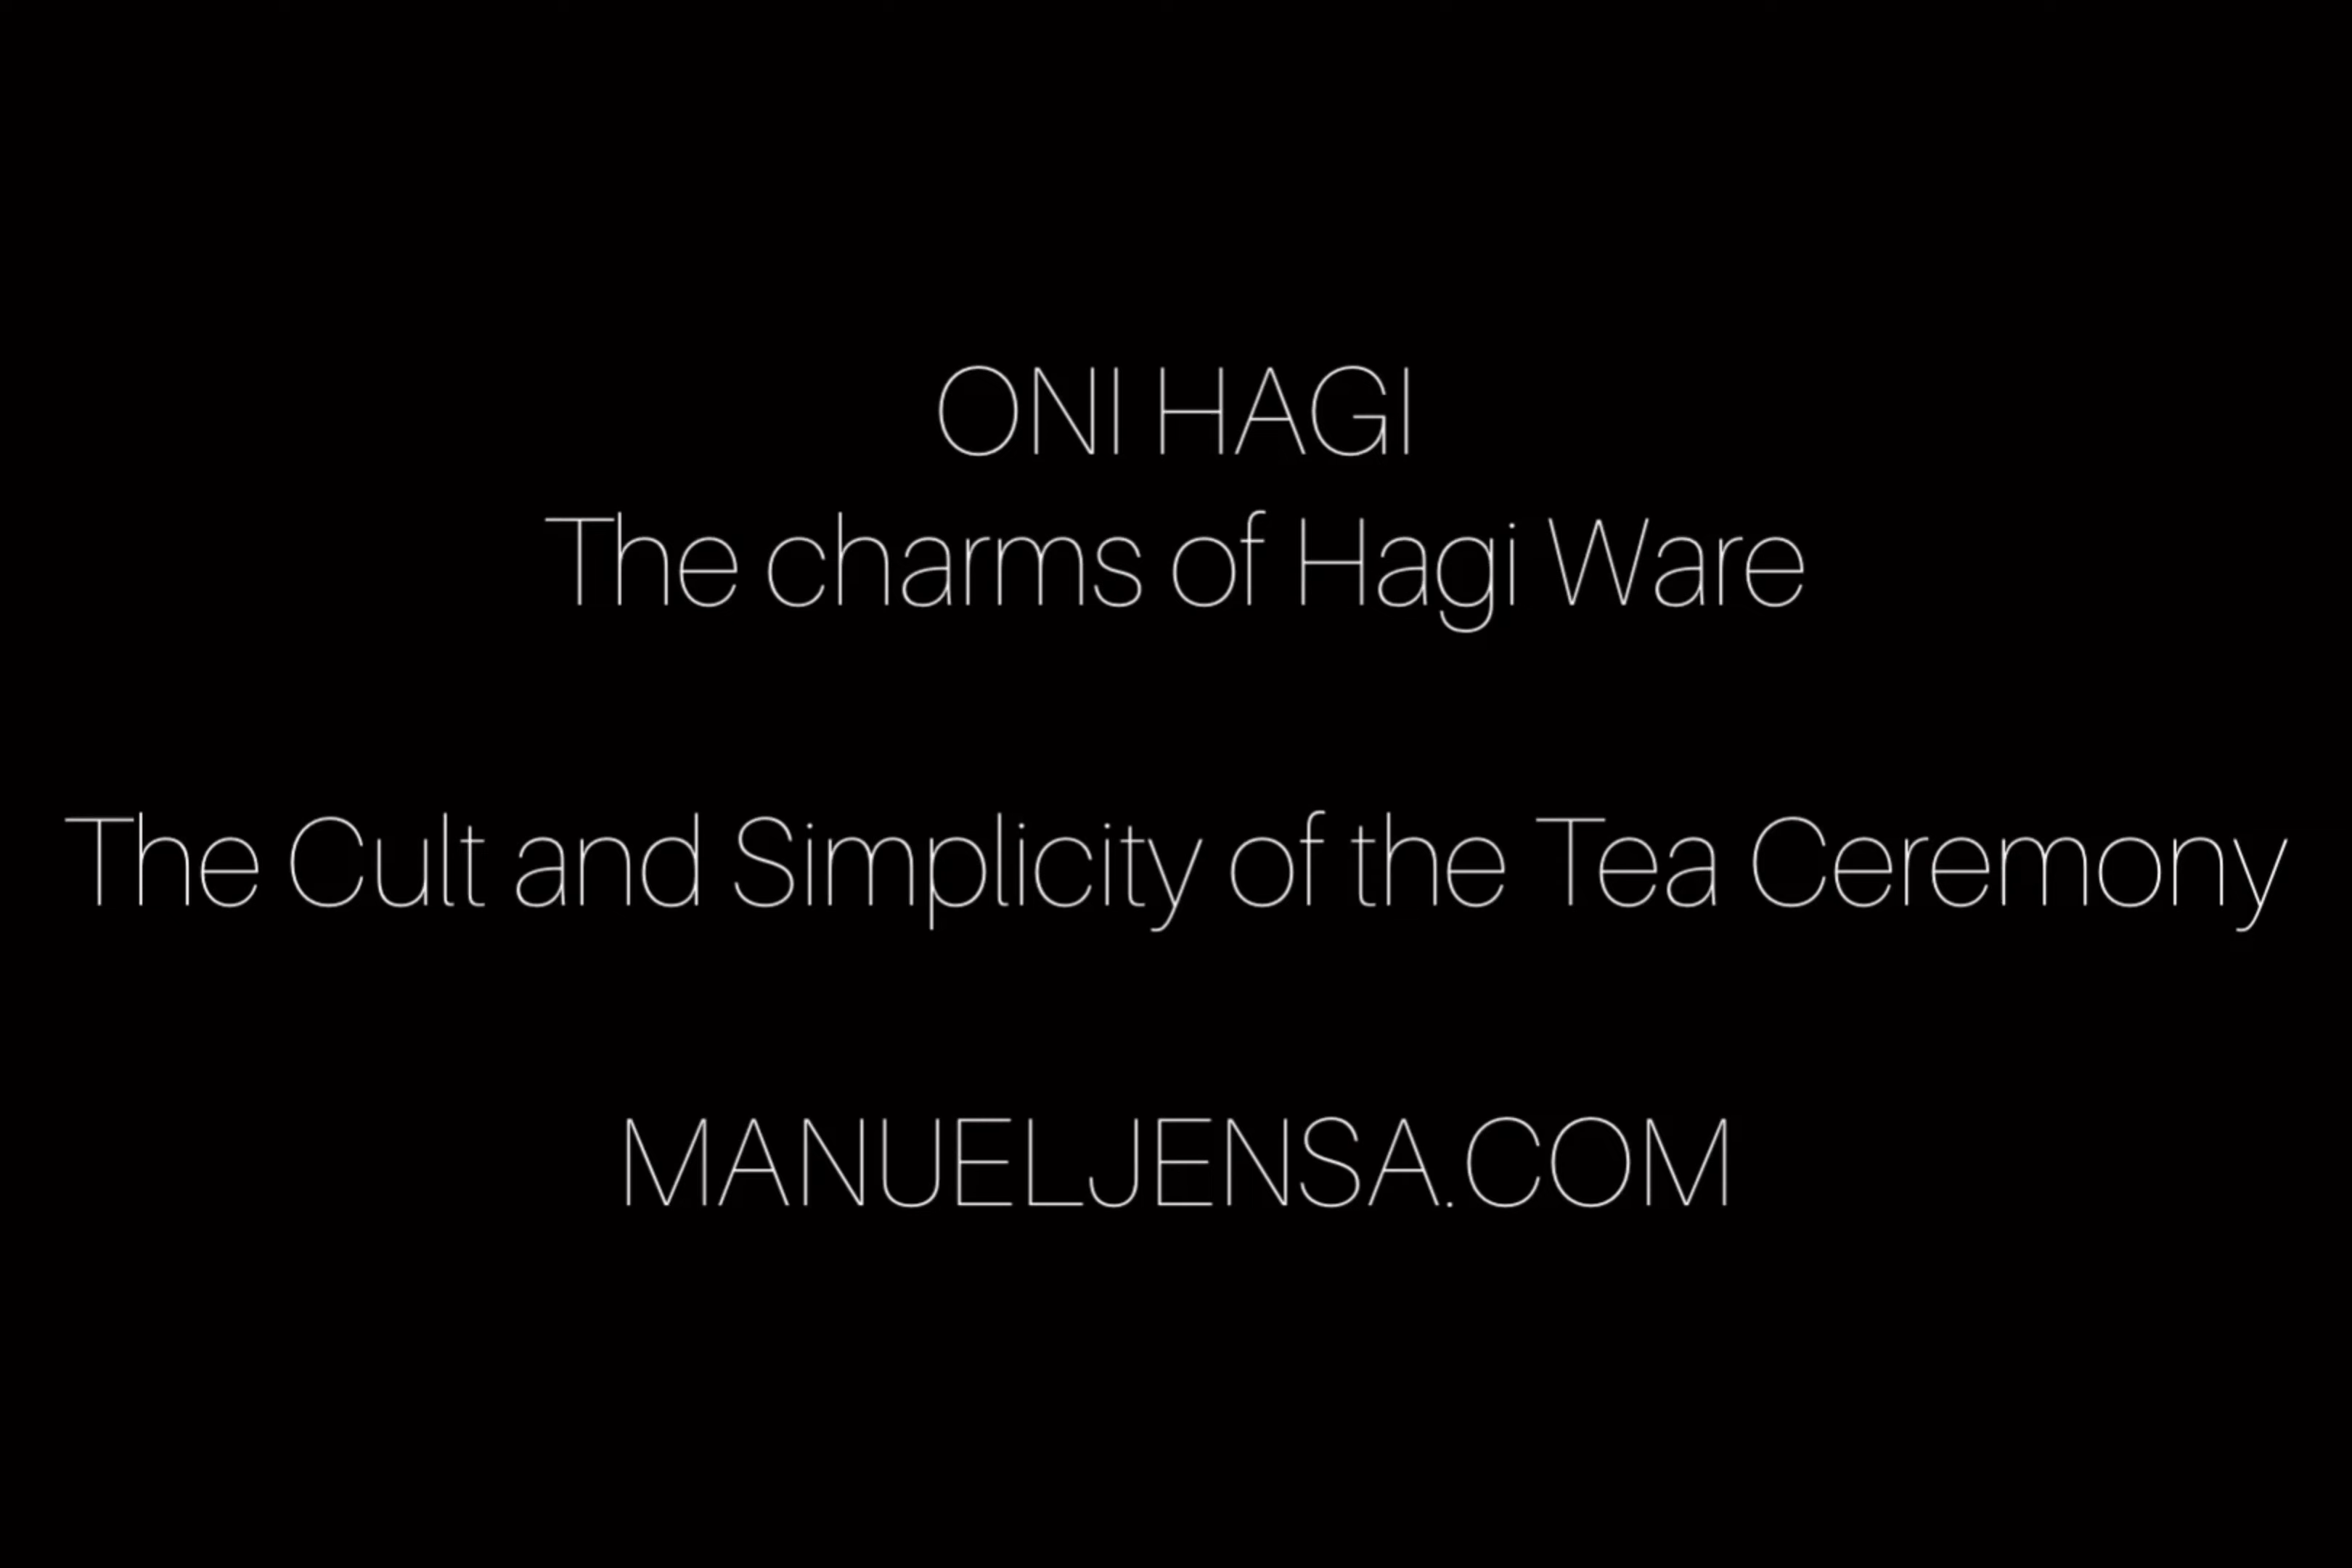 ONI HAGI
The charms of Hagi Ware
The Cult and Simplicity of the Tea Ceremony
MANUELJENSA.COM